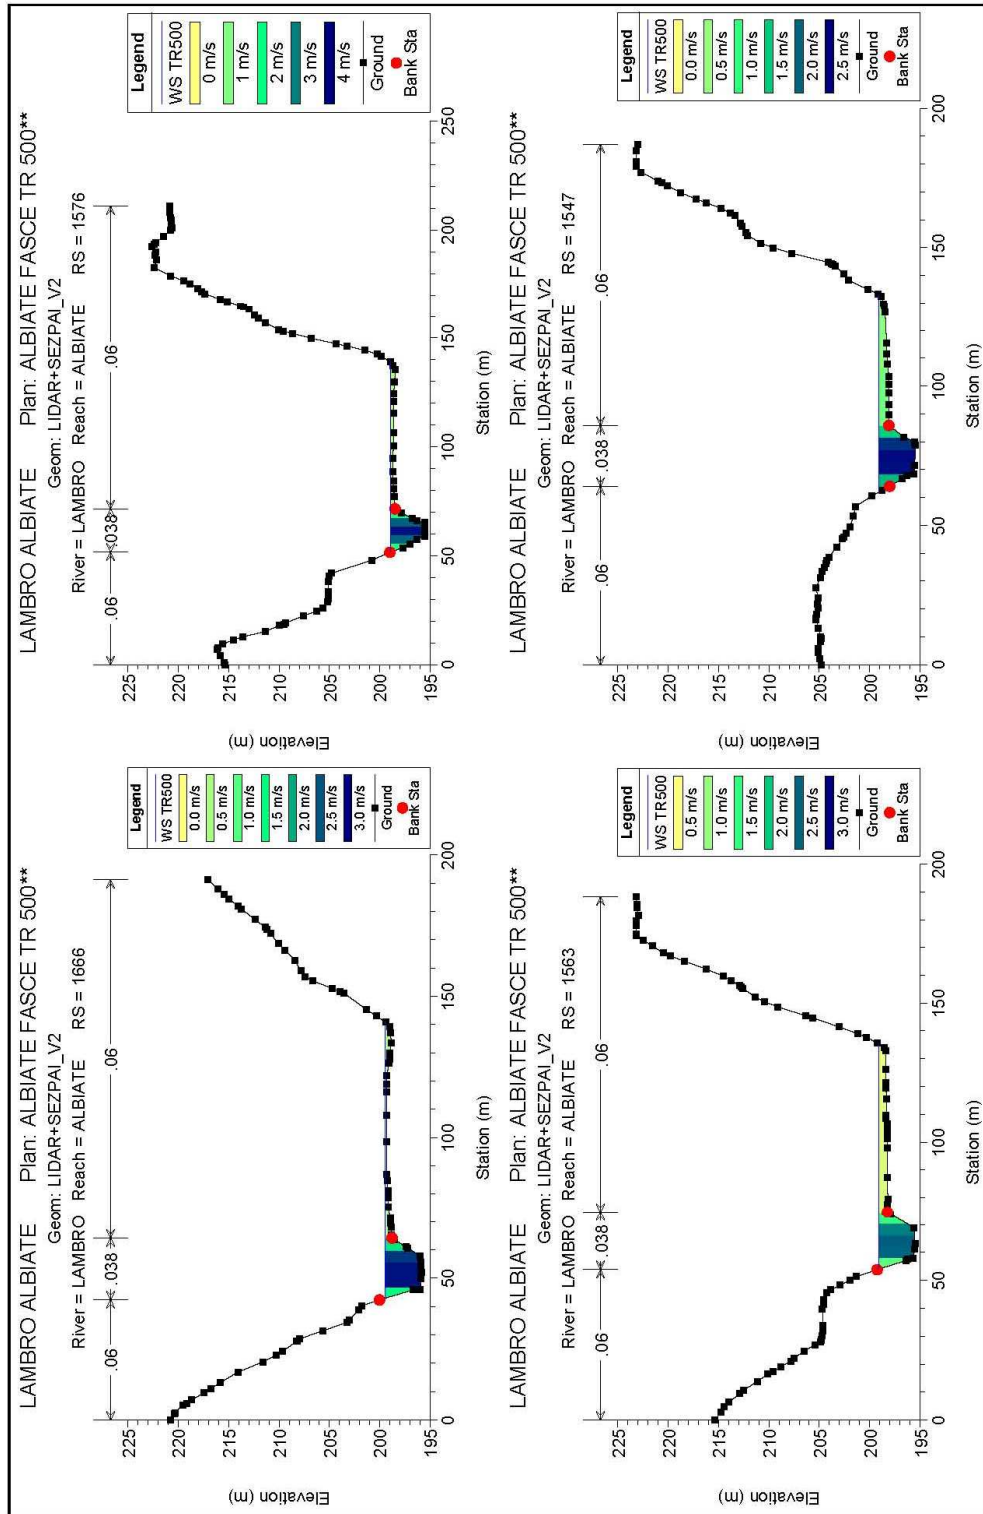 LAMBRO ALBIATE Plan: ALBIATE FASCE TR 500**
Geom: LIDAR+SEZPAI_V2
River = LAMBRO Reach = ALBIATE RS = 1666
.06
.038
.06
Legend
WS TR500
0.0 m/s
0.5 m/s
1.0 m/s
1.5 m/s
2.0 m/s
2.5 m/s
3.0 m/s
Ground
Bank Sta
225
220
215
210
205
200
195
Elevation (m)
0
50
100
150
200
Station (m)
LAMBRO ALBIATE Plan: ALBIATE FASCE TR 500**
Geom: LIDAR+SEZPAI_V2
River = LAMBRO Reach = ALBIATE RS = 1576
.06
.038
.06
Legend
WS TR500
0 m/s
1 m/s
2 m/s
3 m/s
4 m/s
Ground
Bank Sta
225
220
215
210
205
200
195
Elevation (m)
0
50
100
150
200
250
Station (m)
LAMBRO ALBIATE Plan: ALBIATE FASCE TR 500**
Geom: LIDAR+SEZPAI_V2
River = LAMBRO Reach = ALBIATE RS = 1563
.06
.038
.06
Legend
WS TR500
0.5 m/s
1.0 m/s
1.5 m/s
2.0 m/s
2.5 m/s
3.0 m/s
Ground
Bank Sta
225
220
215
210
205
200
195
Elevation (m)
0
50
100
150
200
Station (m)
LAMBRO ALBIATE Plan: ALBIATE FASCE TR 500**
Geom: LIDAR+SEZPAI_V2
River = LAMBRO Reach = ALBIATE RS = 1547
.06
.038
.06
Legend
WS TR500
0.0 m/s
0.5 m/s
1.0 m/s
1.5 m/s
2.0 m/s
2.5 m/s
Ground
Bank Sta
225
220
215
210
205
200
195
Elevation (m)
0
50
100
150
200
Station (m)